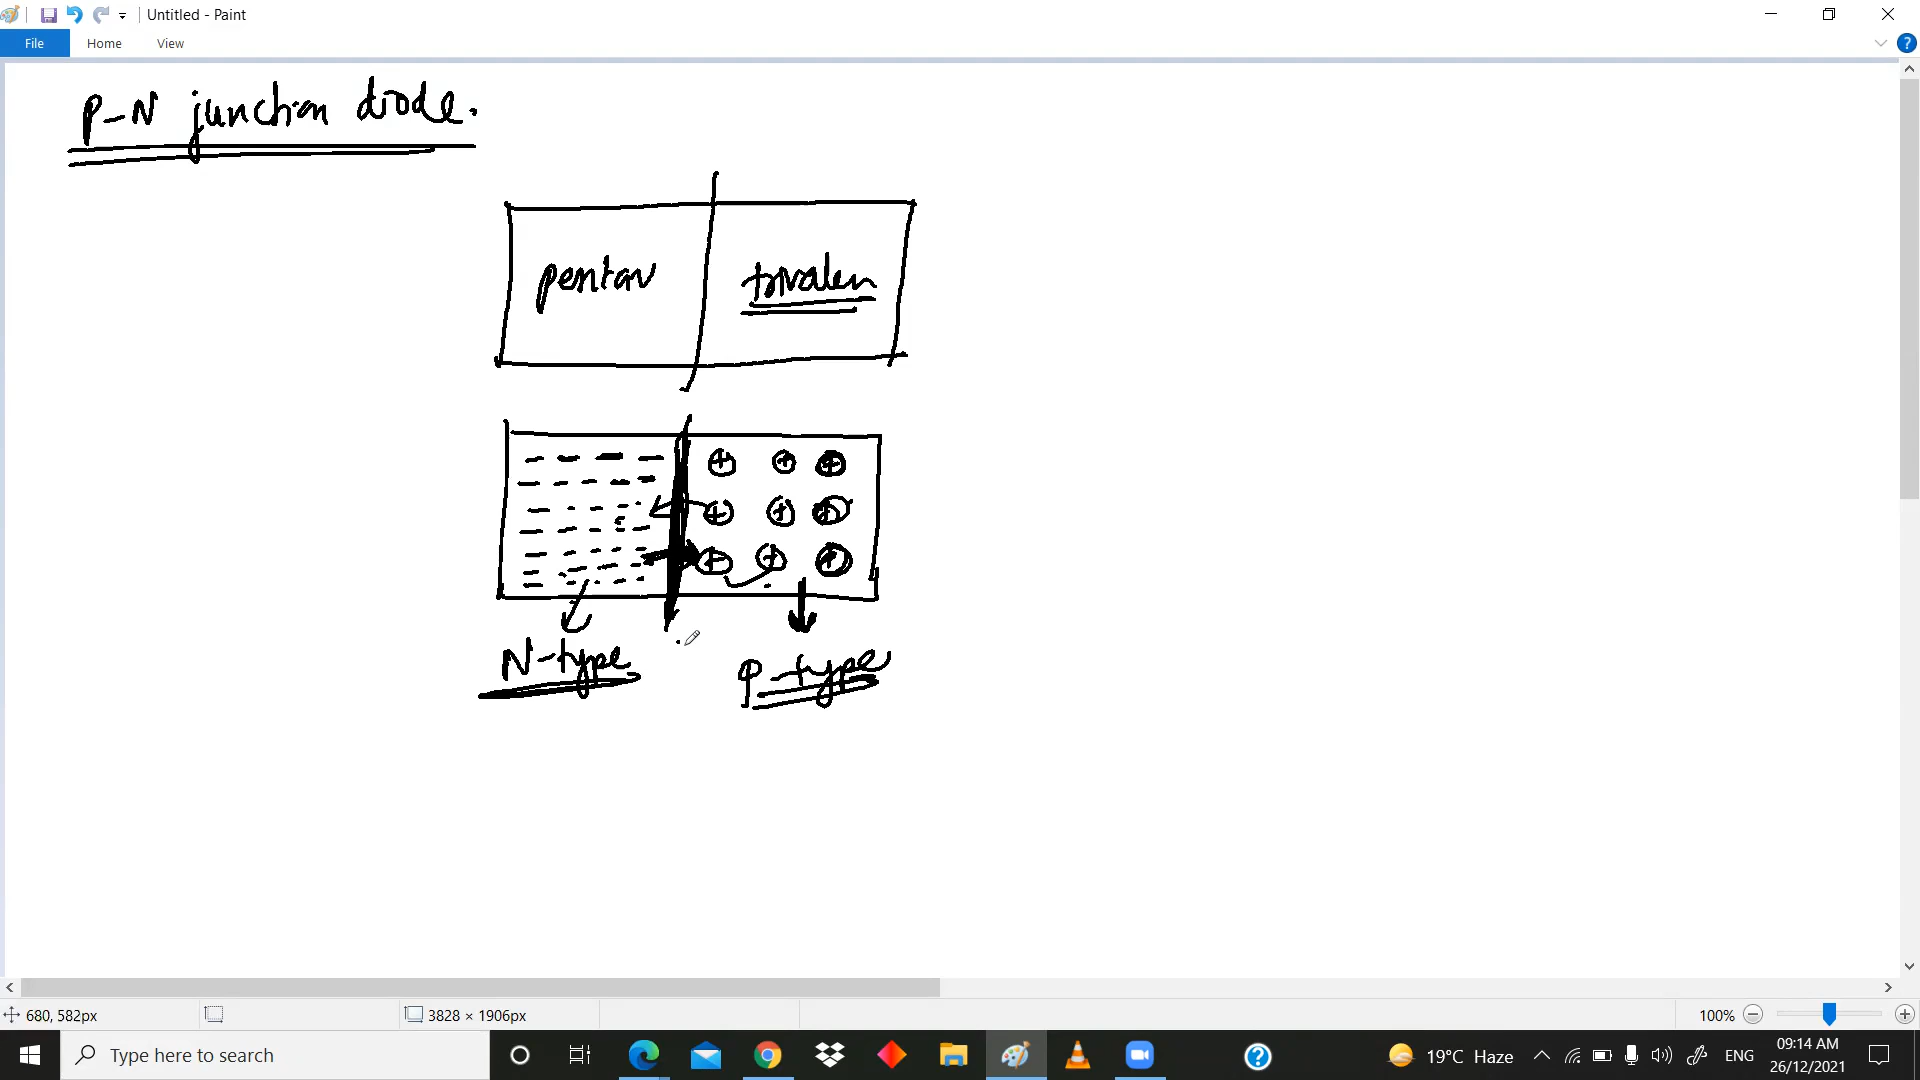 Untitled - Paint
File Home View
P-N junction diode.
pentav trivalen
N-type P-type
680, 582px 3828 × 1906px 100%
Type here to search 19°C Haze ENG 09:14 AM
26/12/2021